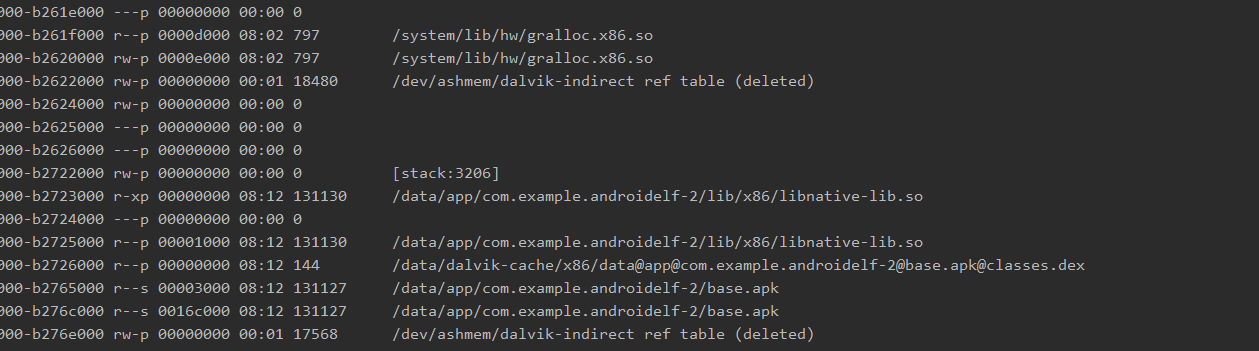 000-b261e000 ---p 00000000 00:00 0
000-b261f000 r--p 0000d000 08:02 797 /system/lib/hw/gralloc.x86.so
000-b2620000 rw-p 0000e000 08:02 797 /system/lib/hw/gralloc.x86.so
000-b2622000 rw-p 00000000 00:01 18480 /dev/ashmem/dalvik-indirect ref table (deleted)
000-b2624000 rw-p 00000000 00:00 0
000-b2625000 ---p 00000000 00:00 0
000-b2626000 ---p 00000000 00:00 0
000-b2722000 rw-p 00000000 00:00 0 [stack:3206]
000-b2723000 r-xp 00000000 08:12 131130 /data/app/com.example.androidelf-2/lib/x86/libnative-lib.so
000-b2724000 ---p 00000000 00:00 0
000-b2725000 r--p 00001000 08:12 131130 /data/app/com.example.androidelf-2/lib/x86/libnative-lib.so
000-b2726000 r--p 00000000 08:12 144 /data/dalvik-cache/x86/data@app@com.example.androidelf-2@base.apk@classes.dex
000-b2765000 r--s 00003000 08:12 131127 /data/app/com.example.androidelf-2/base.apk
000-b276c000 r--s 0016c000 08:12 131127 /data/app/com.example.androidelf-2/base.apk
000-b276e000 rw-p 00000000 00:01 17568 /dev/ashmem/dalvik-indirect ref table (deleted)